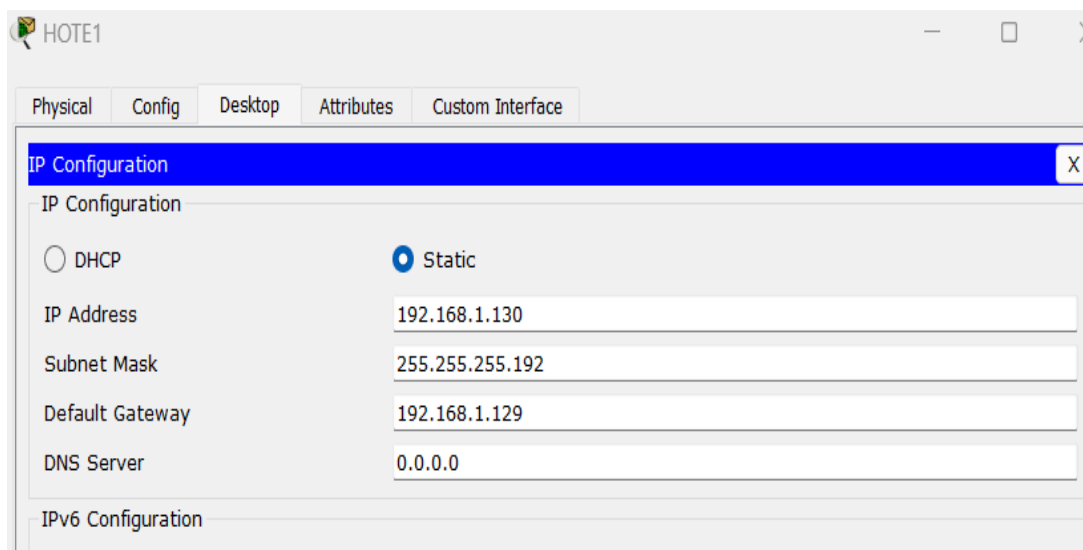 HOTE1
Physical Config Desktop Attributes Custom Interface
IP Configuration X
IP Configuration
DHCP Static
IP Address 192.168.1.130
Subnet Mask 255.255.255.192
Default Gateway 192.168.1.129
DNS Server 0.0.0.0
IPv6 Configuration